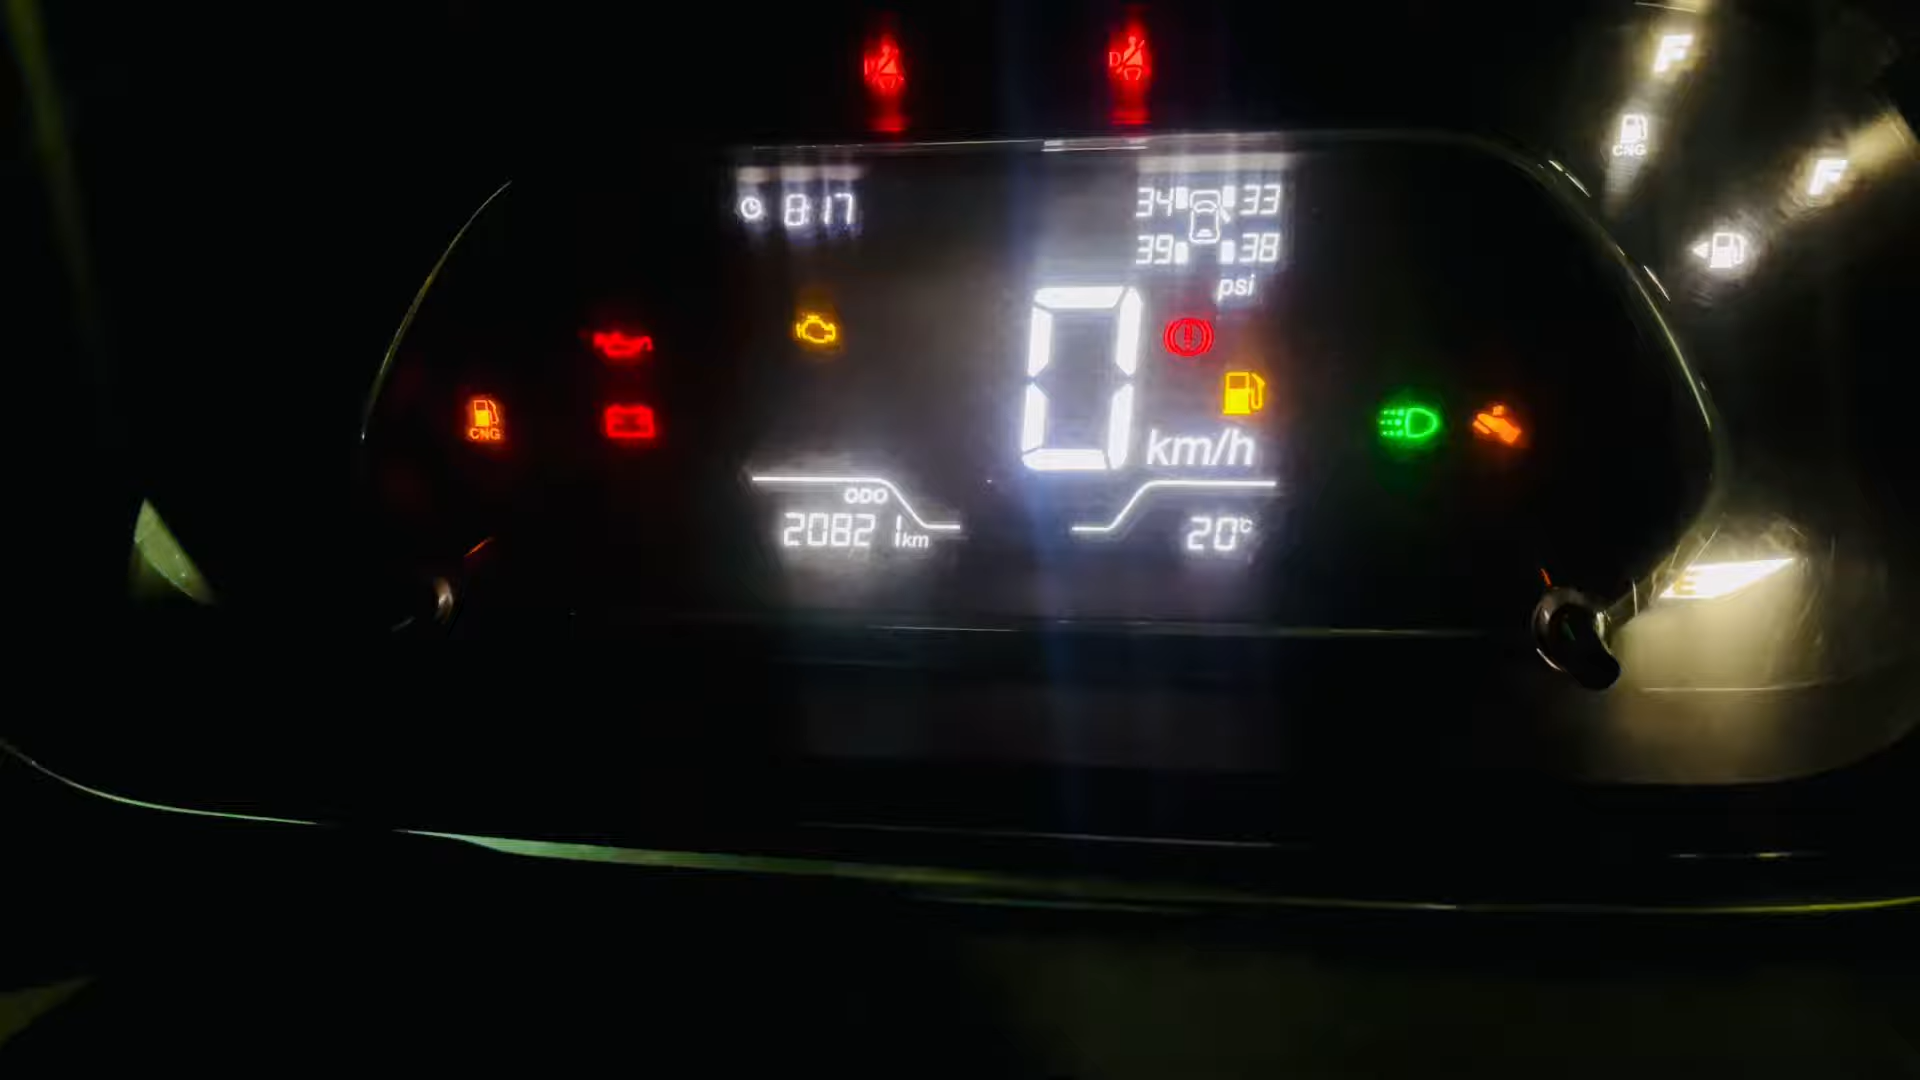 D
D
F
CNG
F
8:17
34 33
39 38
psi
0
km/h
CNG
ODO
20821 km
20°C
E